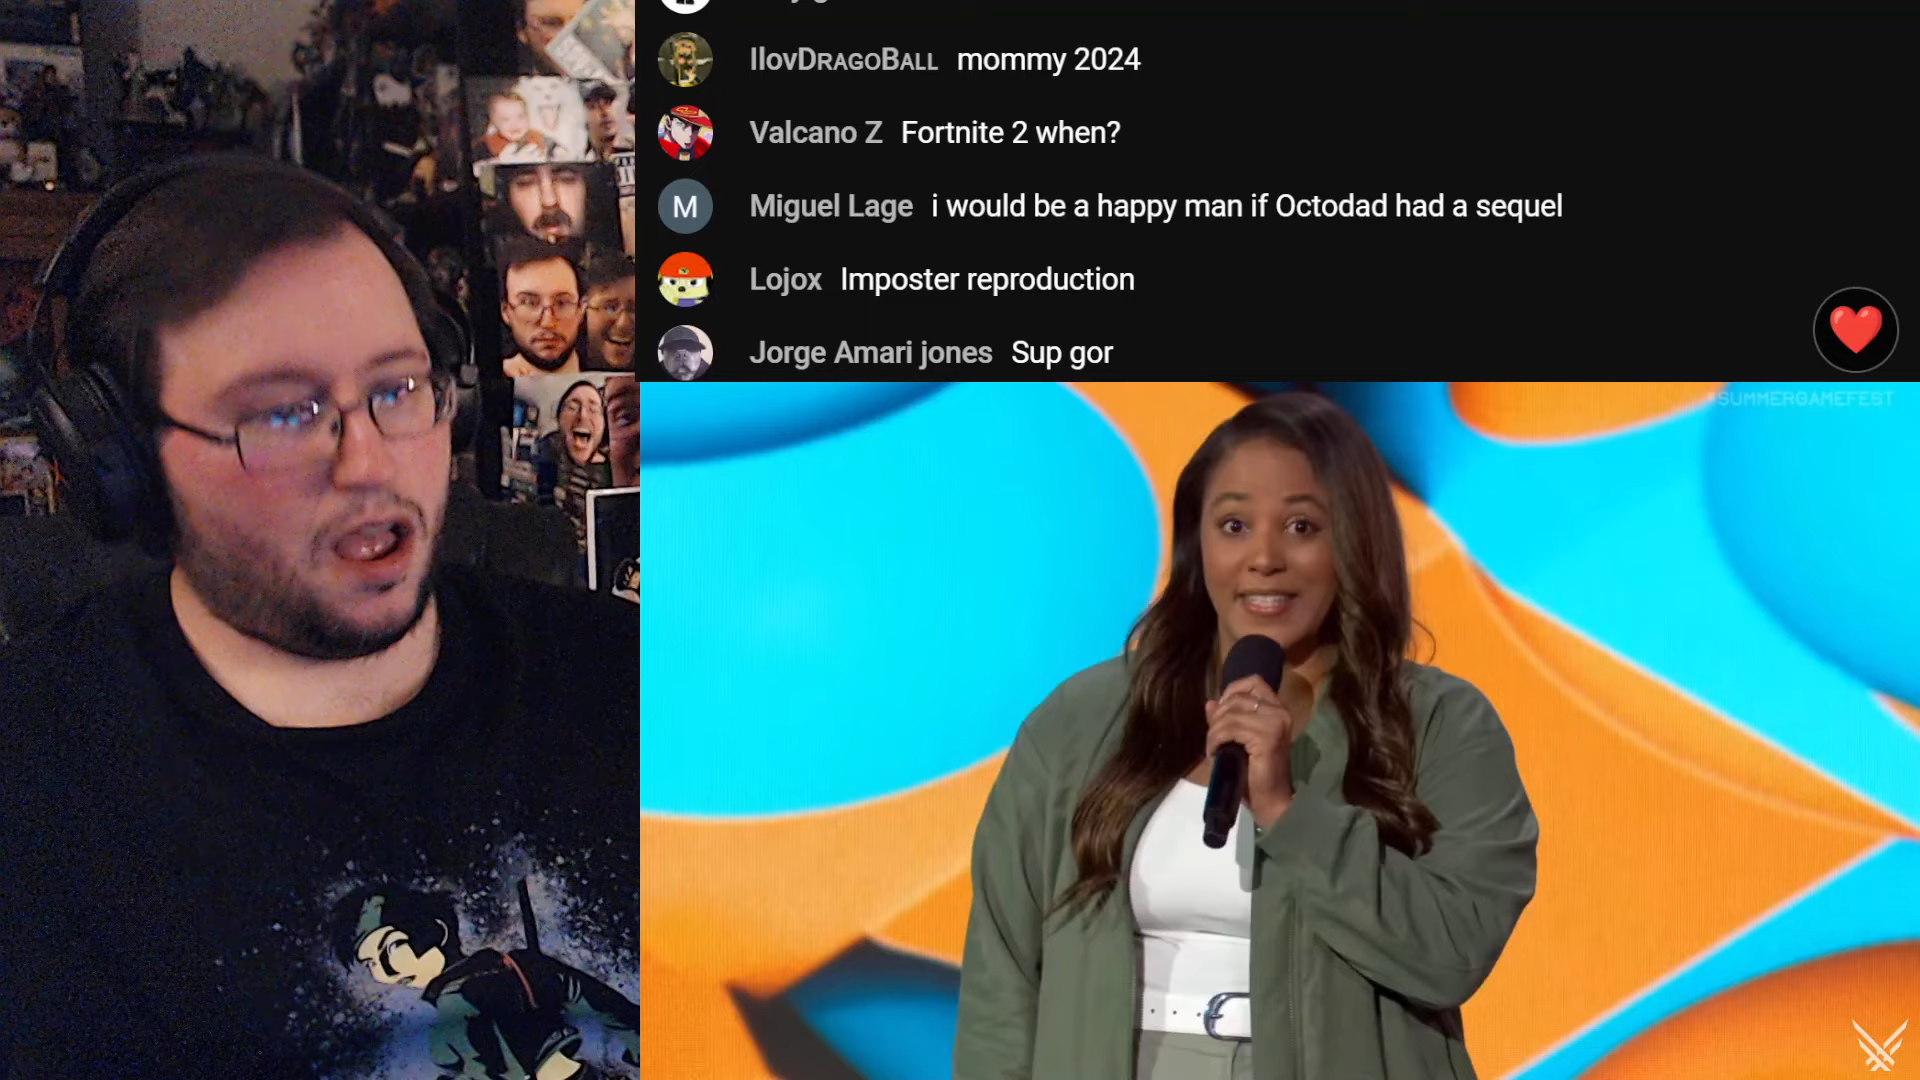 IlovDRAGOBALL mommy 2024
Valcano Z Fortnite 2 when?
M Miguel Lage i would be a happy man if Octodad had a sequel
Lojox Imposter reproduction
Jorge Amari jones Sup gor
#SUMMERGAMEFEST